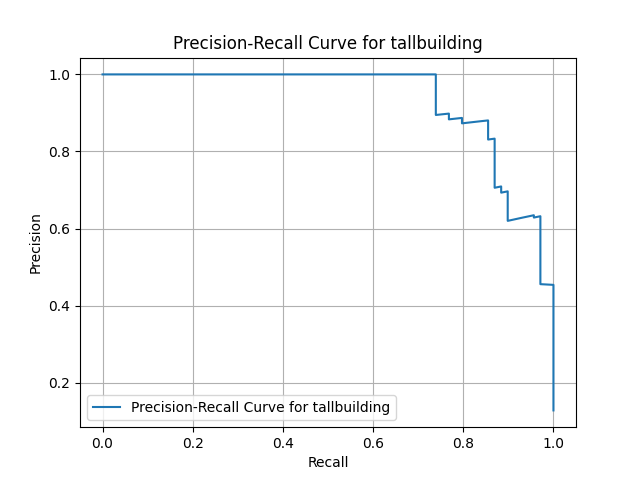 Precision-Recall Curve for tallbuilding
1.0
0.8
0.6
0.4
0.2
Precision
Precision-Recall Curve for tallbuilding
0.0 0.2 0.4 0.6 0.8 1.0
Recall